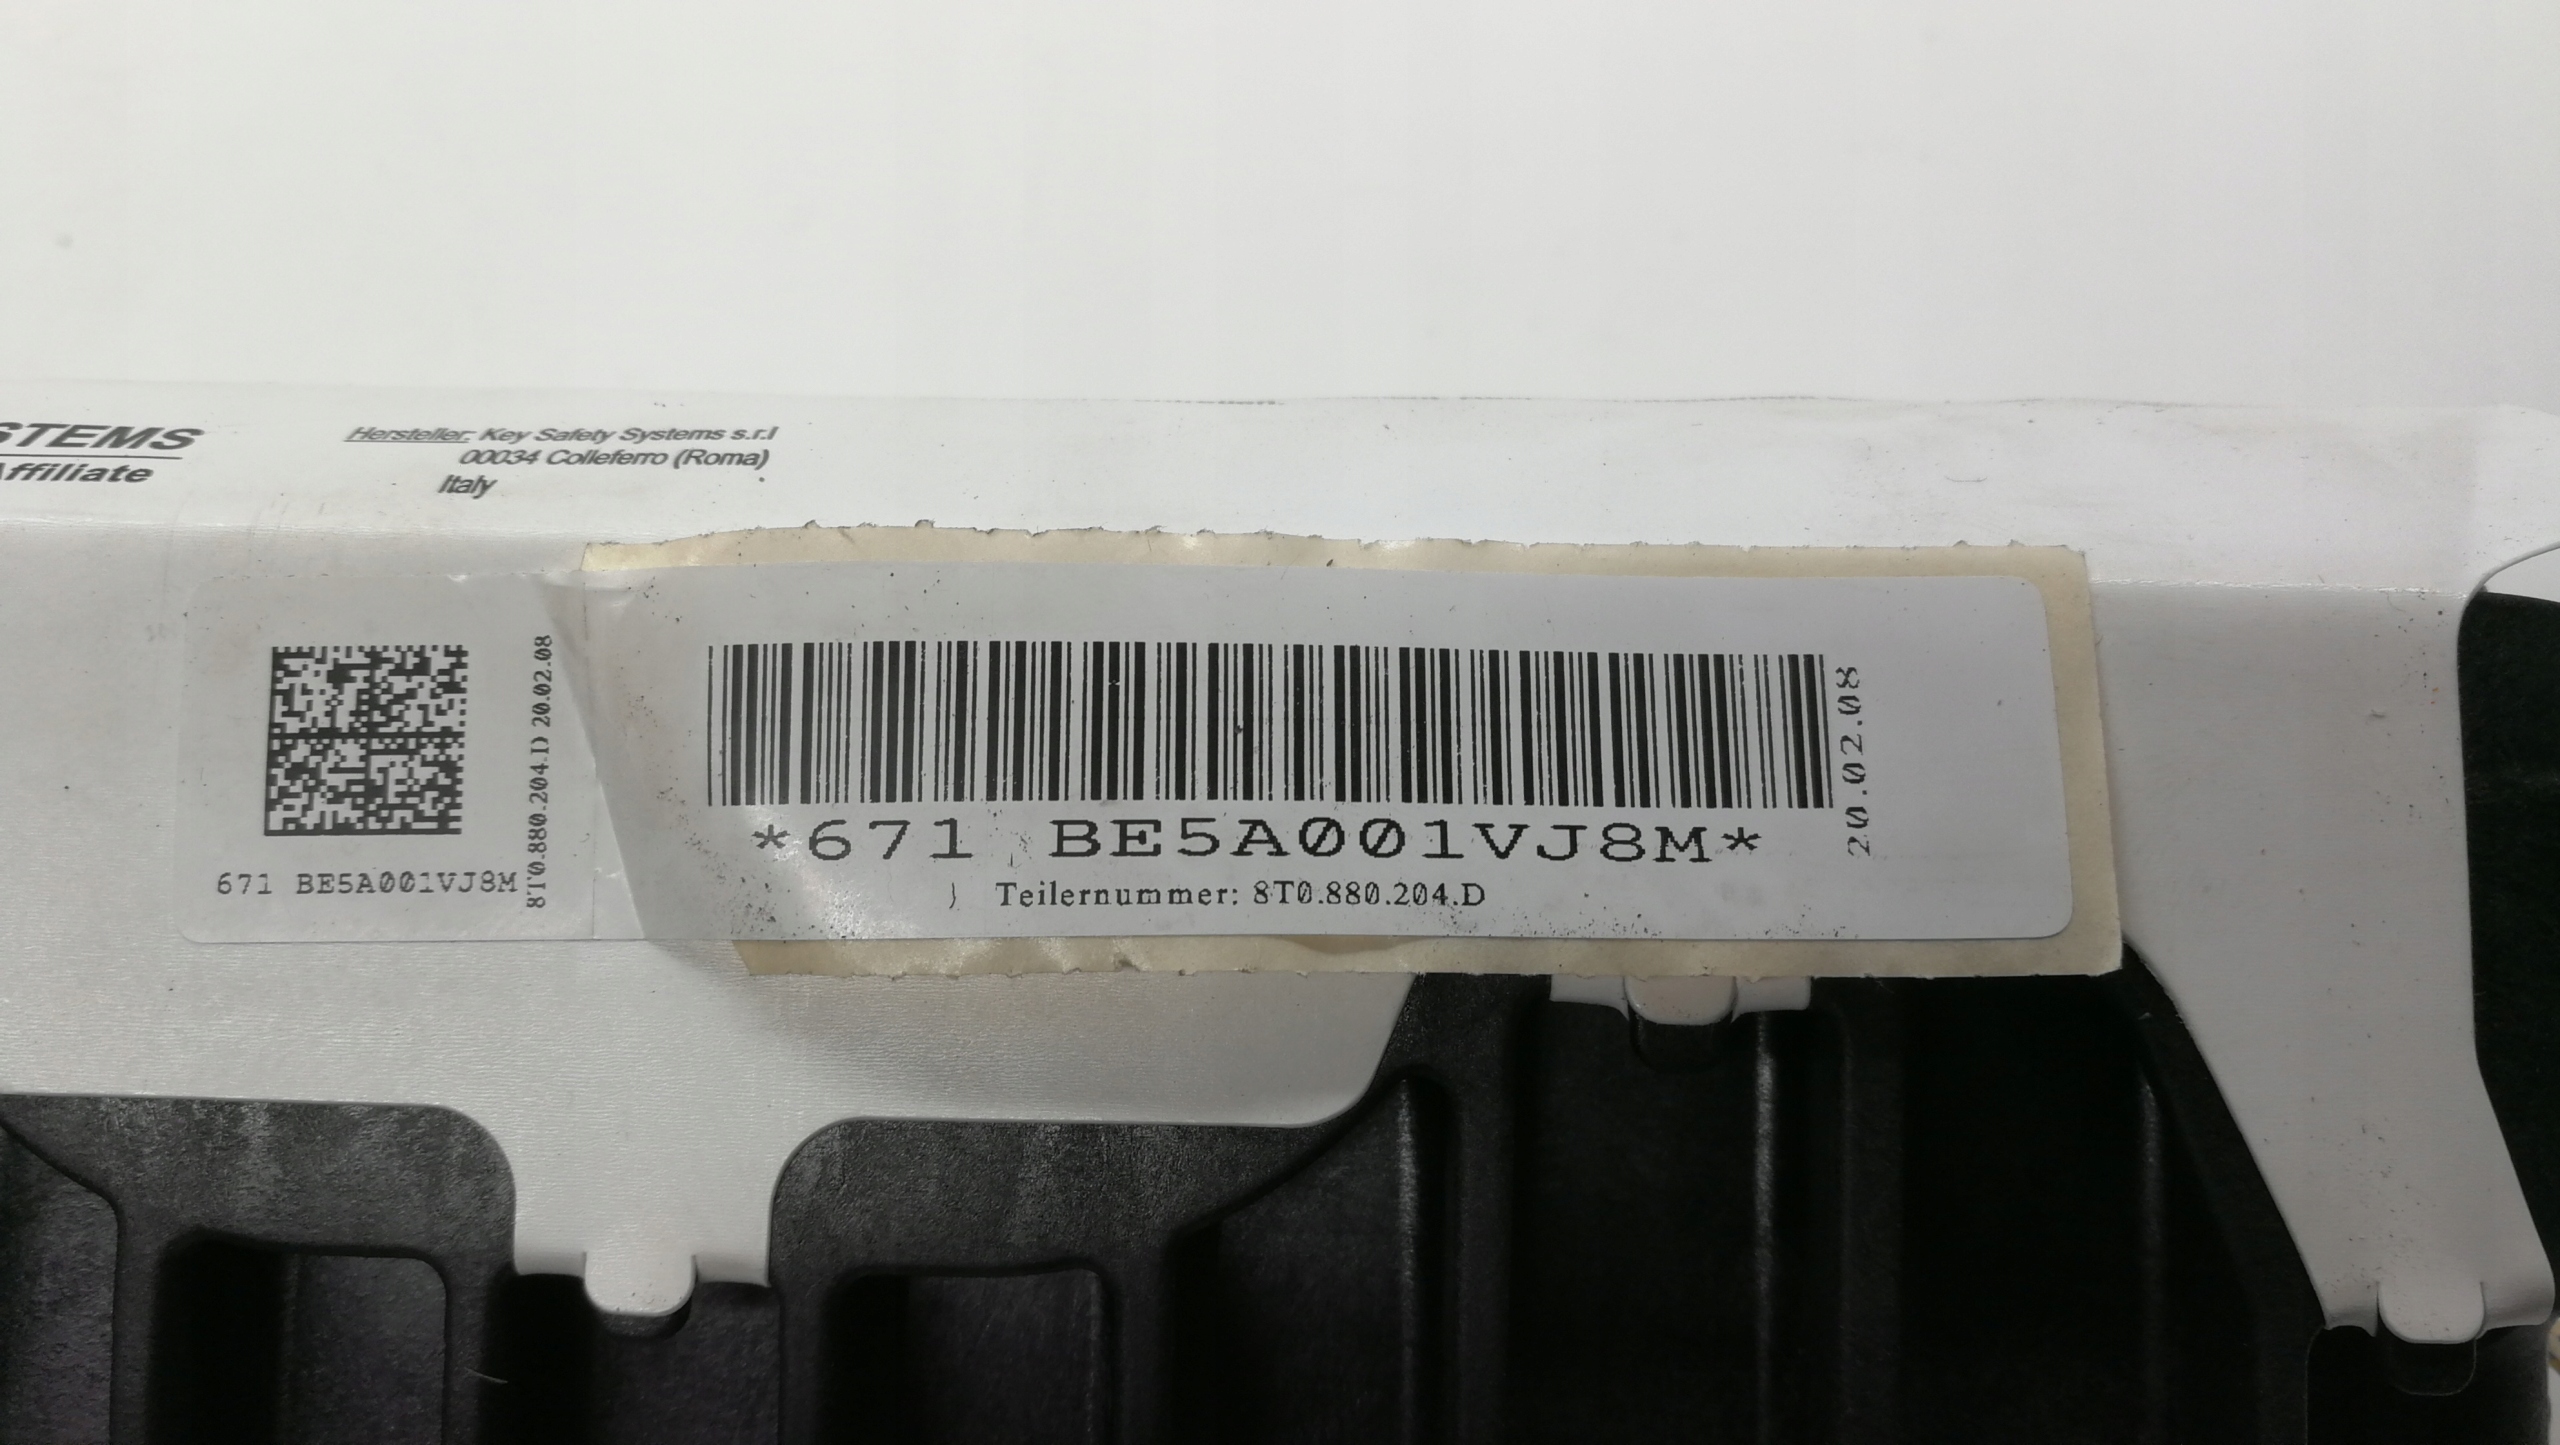 STEMS
Affiliate
Hersteller: Key Safety Systems s.r.l
00034 Colleferro (Roma)
Italy
671 BE5A001VJ8M
8T0.880.204.D 20.02.08
*671 BE5A001VJ8M*
Teilernummer: 8T0.880.204.D
20.02.08